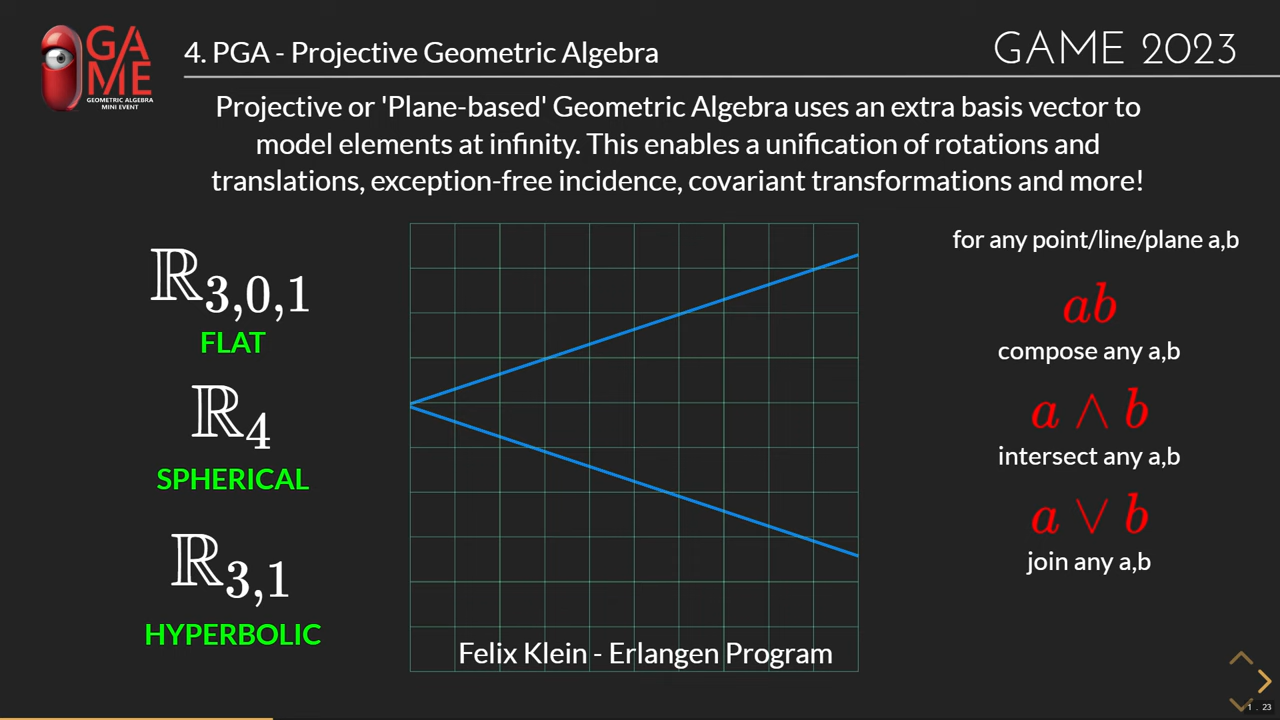 GA
ME
GEOMETRIC ALGEBRA
MINI EVENT
4. PGA - Projective Geometric Algebra
GAME 2023
Projective or 'Plane-based' Geometric Algebra uses an extra basis vector to
model elements at infinity. This enables a unification of rotations and
translations, exception-free incidence, covariant transformations and more!
ℝ₃,₀,₁
FLAT
ℝ₄
SPHERICAL
ℝ₃,₁
HYPERBOLIC
Felix Klein - Erlangen Program
for any point/line/plane a,b
ab
compose any a,b
a ∧ b
intersect any a,b
a ∨ b
join any a,b
1 . 23